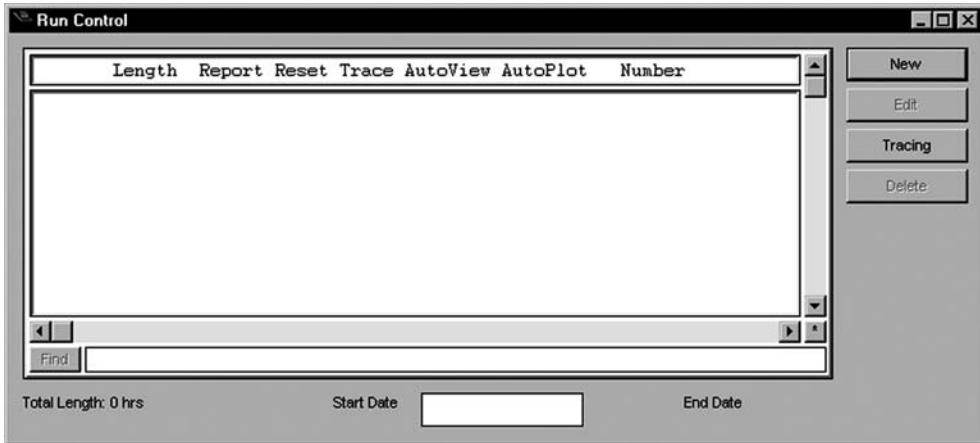 Run Control
Length Report Reset Trace AutoView AutoPlot Number
New
Edit
Tracing
Delete
Find
Total Length: 0 hrs Start Date End Date